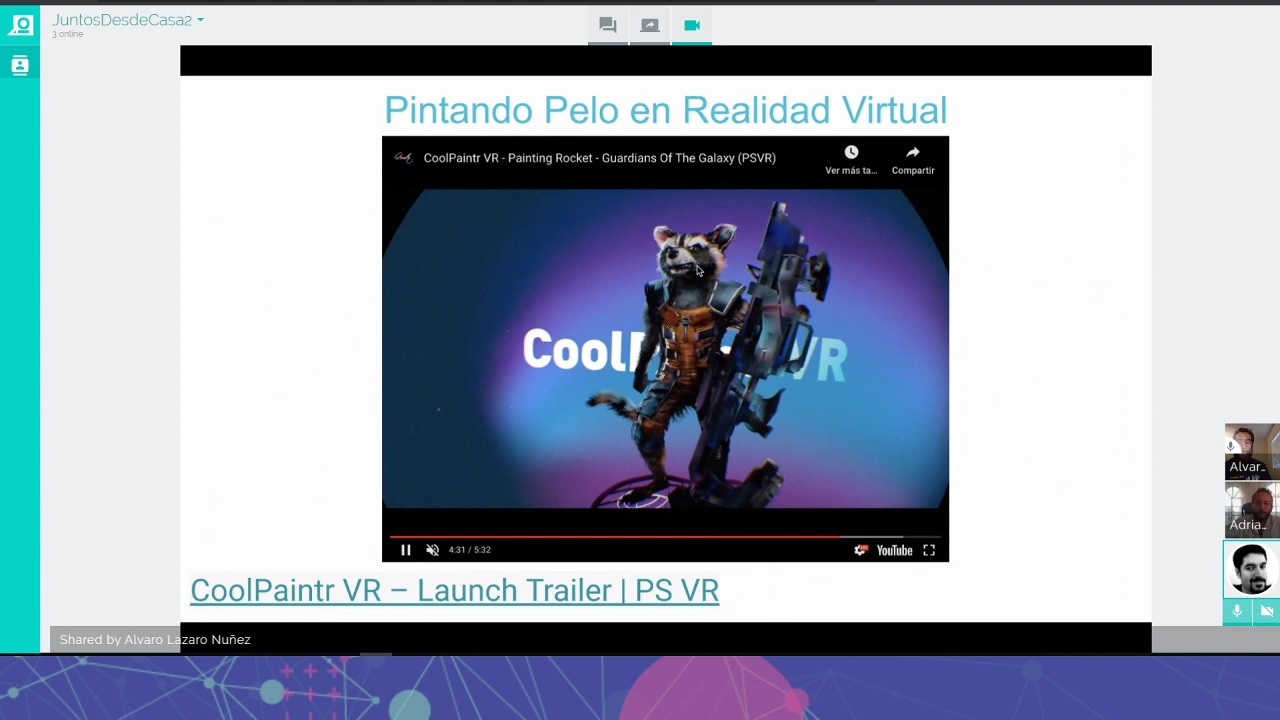 JuntosDesdeCasa2
3 online
Pintando Pelo en Realidad Virtual
CoolPaintr VR - Painting Rocket - Guardians Of The Galaxy (PSVR)
Ver más ta...
Compartir
Cool VR
4:31 / 5:32
YouTube
CoolPaintr VR – Launch Trailer | PS VR
Alvar...
Adria...
Shared by Alvaro Lazaro Nuñez